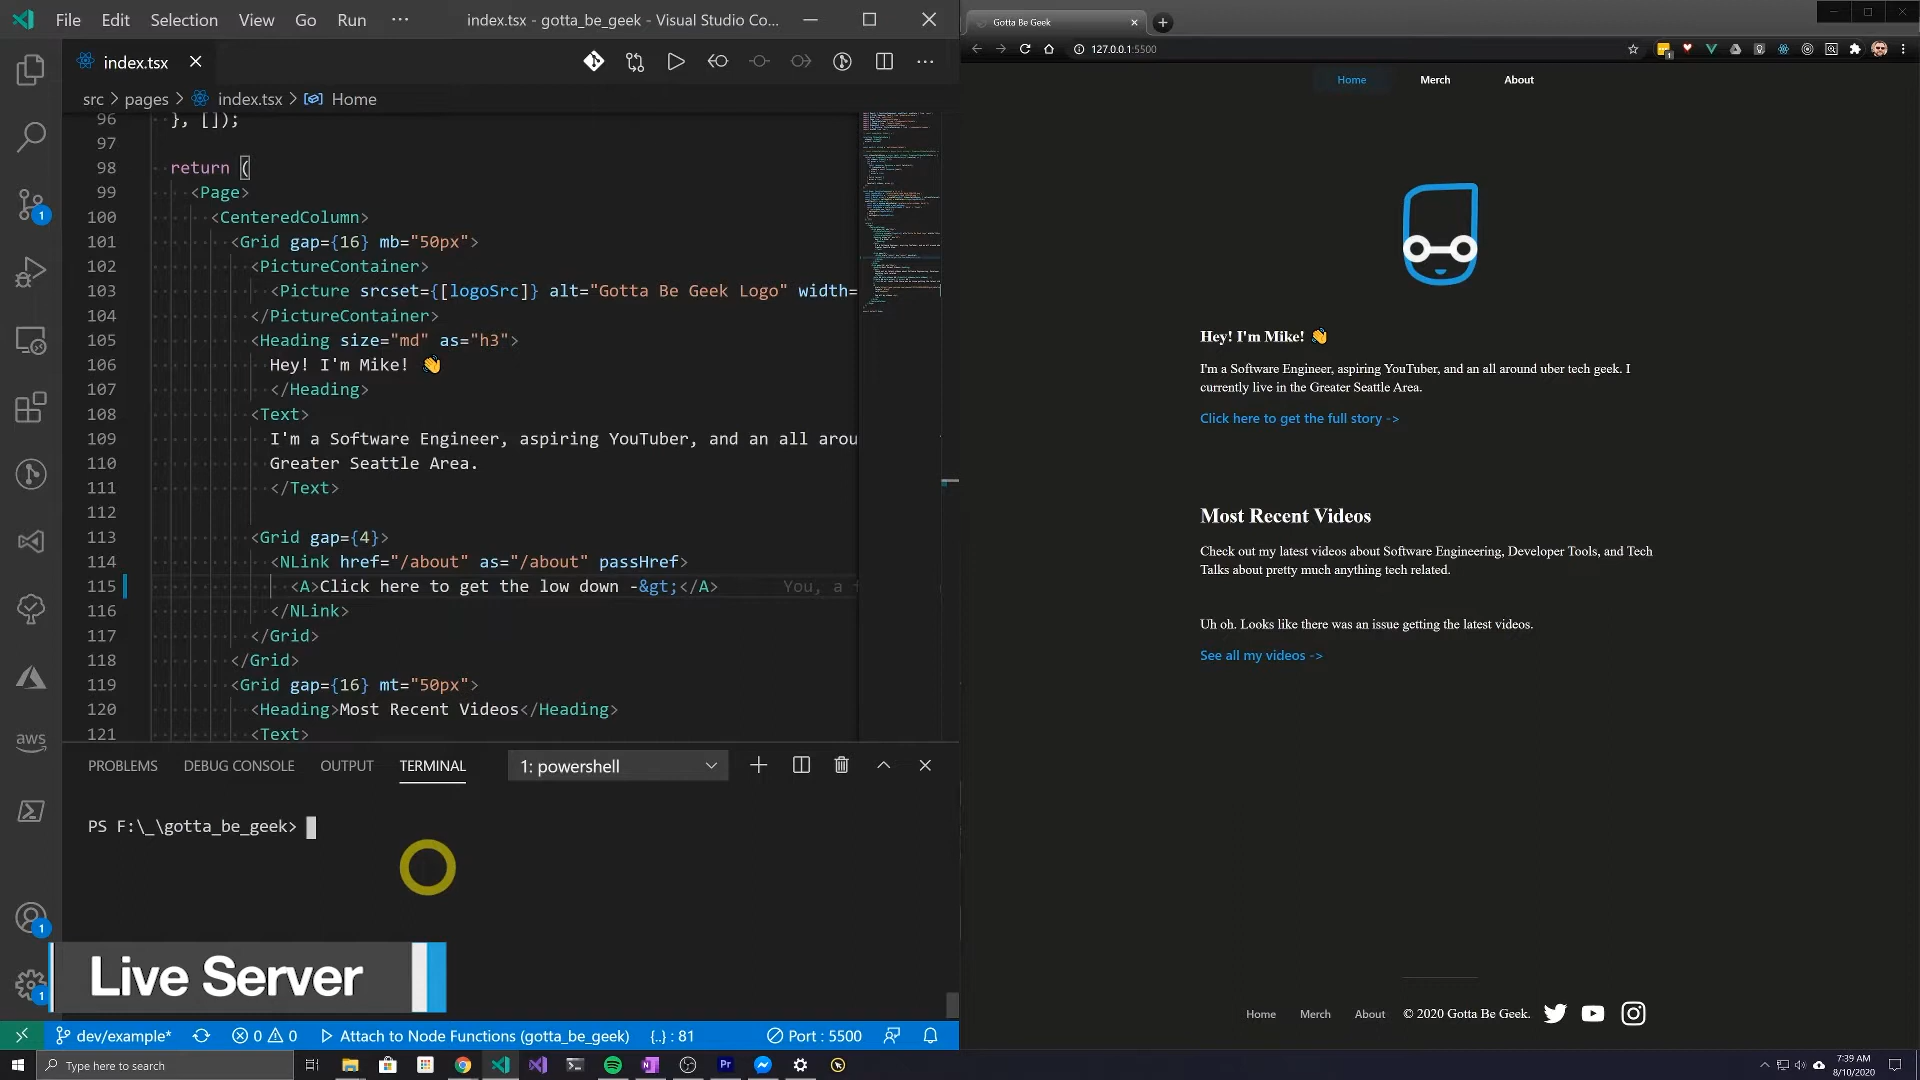 File Edit Selection View Go Run ··· index.tsx - gotta_be_geek - Visual Studio Co...
index.tsx
src > pages > index.tsx > Home
96 }, []);
97
98 return (
99 <Page>
100 <CenteredColumn>
101 <Grid gap={16} mb="50px">
102 <PictureContainer>
103 <Picture srcset={[logoSrc]} alt="Gotta Be Geek Logo" width=
104 </PictureContainer>
105 <Heading size="md" as="h3">
106 Hey! I'm Mike! 👋
107 </Heading>
108 <Text>
109 I'm a Software Engineer, aspiring YouTuber, and an all arou
110 Greater Seattle Area.
111 </Text>
112
113 <Grid gap={4}>
114 <NLink href="/about" as="/about" passHref>
115 <A>Click here to get the low down -&gt;</A> You, a f
116 </NLink>
117 </Grid>
118 </Grid>
119 <Grid gap={16} mt="50px">
120 <Heading>Most Recent Videos</Heading>
121 <Text>
PROBLEMS DEBUG CONSOLE OUTPUT TERMINAL 1: powershell
PS F:\_\gotta_be_geek>
aws
1
1
1
Live Server
dev/example* 0 0 Attach to Node Functions (gotta_be_geek) {..} : 81 Port : 5500
Type here to search
Pr
Gotta Be Geek
127.0.0.1:5500
Home Merch About
Hey! I'm Mike! 👋
I'm a Software Engineer, aspiring YouTuber, and an all around uber tech geek. I
currently live in the Greater Seattle Area.
Click here to get the full story ->
Most Recent Videos
Check out my latest videos about Software Engineering, Developer Tools, and Tech
Talks about pretty much anything tech related.
Uh oh. Looks like there was an issue getting the latest videos.
See all my videos ->
Home Merch About © 2020 Gotta Be Geek.
7:39 AM
8/10/2020